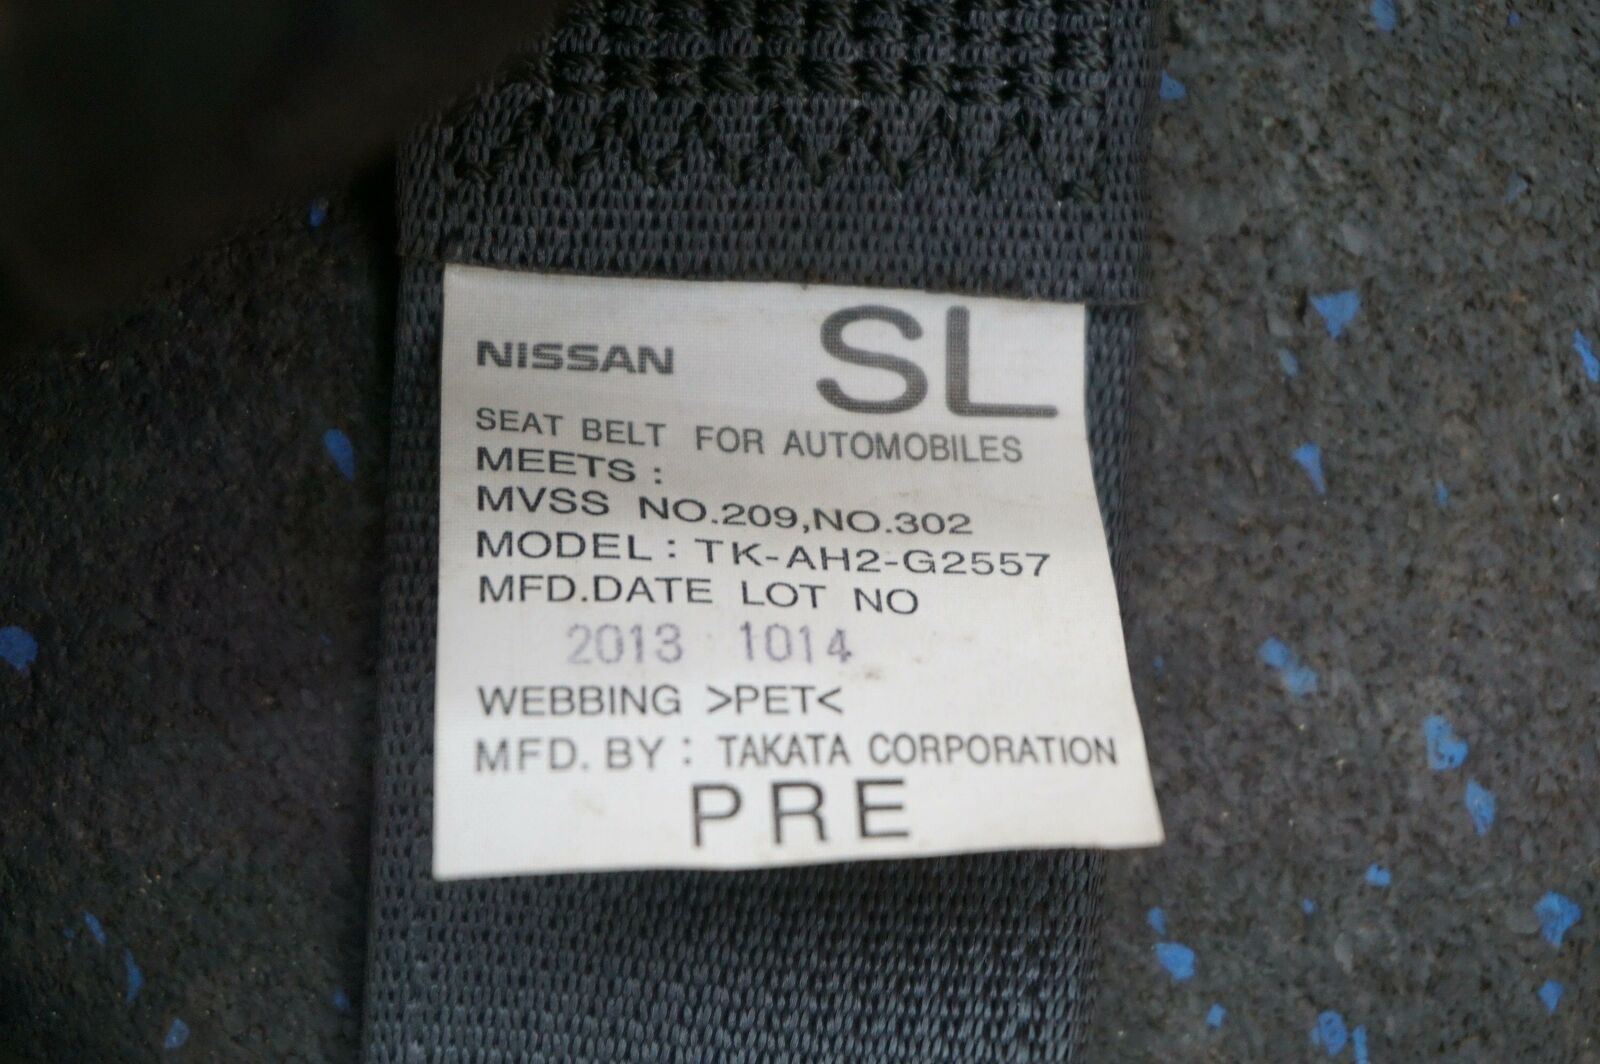 NISSAN SL
SEAT BELT FOR AUTOMOBILES
MEETS :
MVSS NO.209,NO.302
MODEL : TK-AH2-G2557
MFD.DATE LOT NO
2013 1014
WEBBING >PET<
MFD. BY : TAKATA CORPORATION
PRE